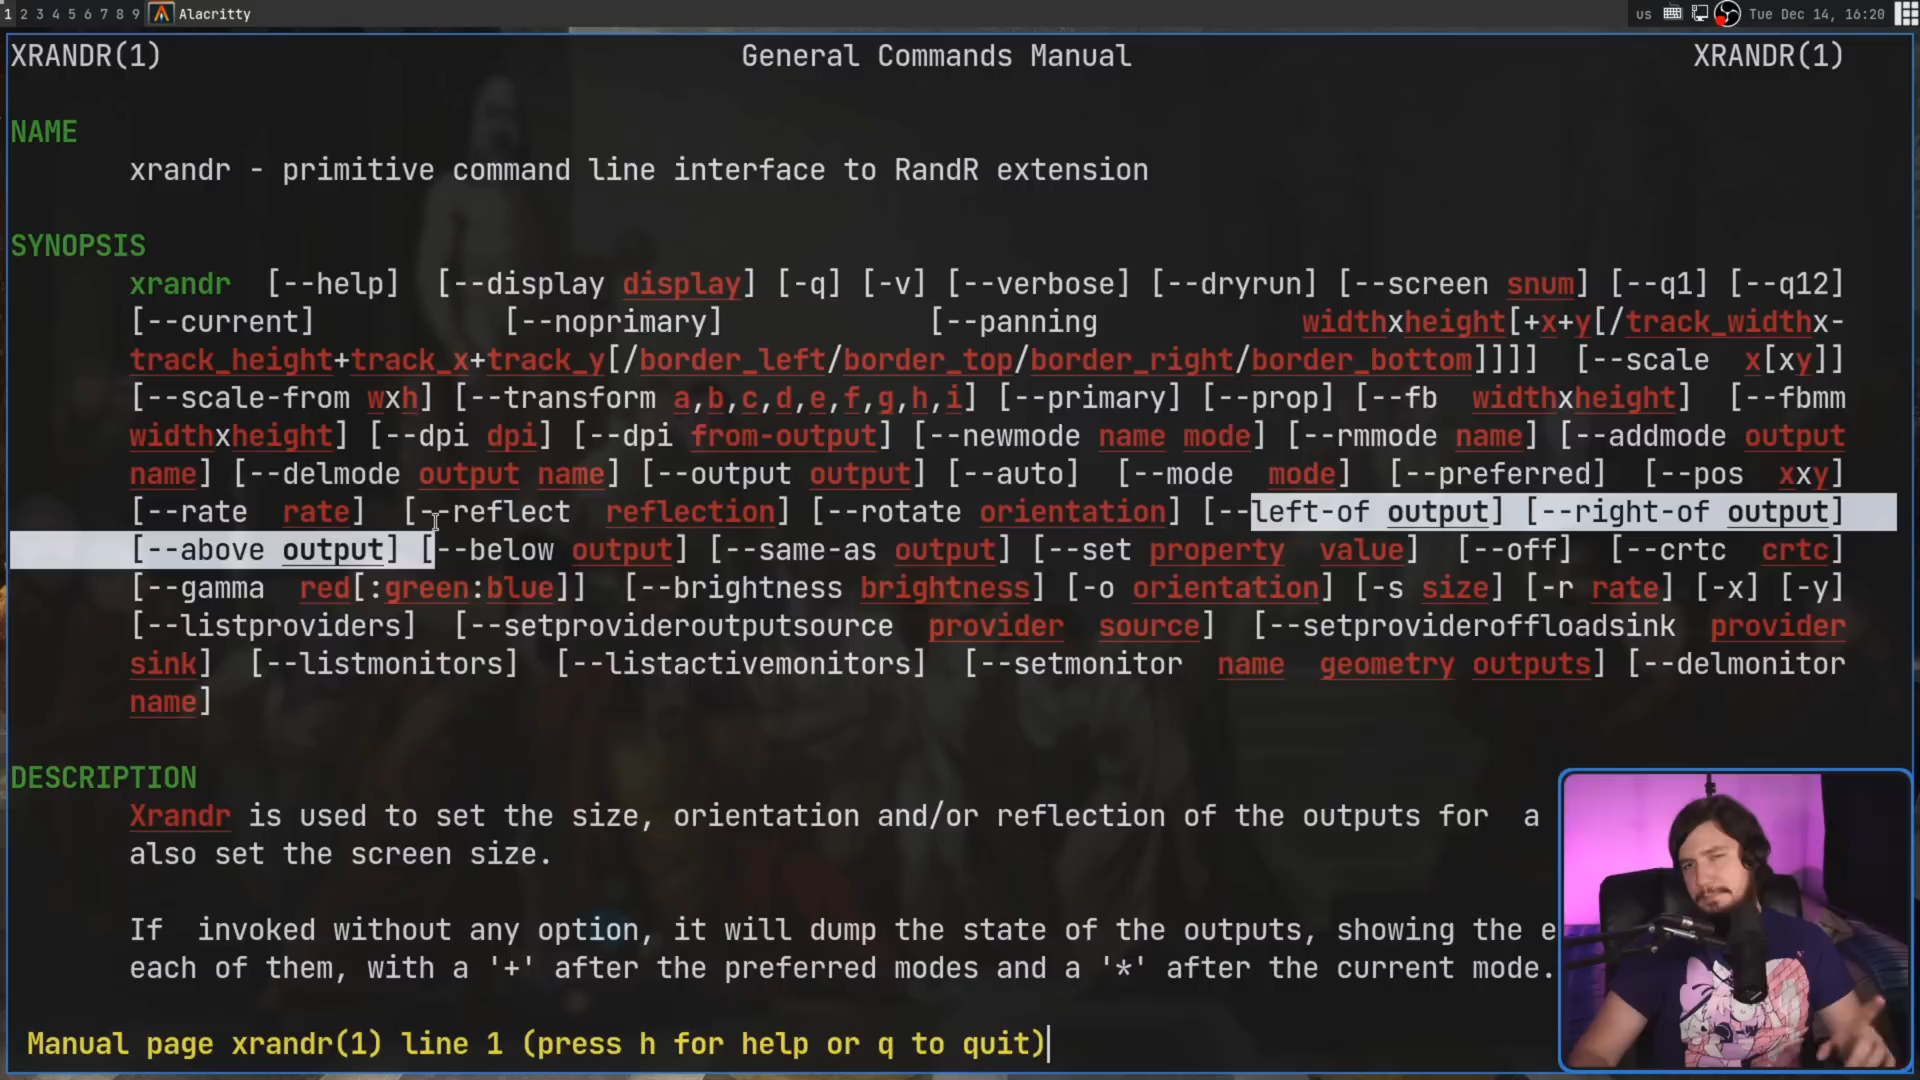 1 2 3 4 5 6 7 8 9 Alacritty us Tue Dec 14, 16:20
XRANDR(1) General Commands Manual XRANDR(1)
NAME
xrandr - primitive command line interface to RandR extension
SYNOPSIS
xrandr [--help] [--display display] [-q] [-v] [--verbose] [--dryrun] [--screen snum] [--q1] [--q12]
[--current] [--noprimary] [--panning widthxheight[+x+y[/track_widthx-
track_height+track_x+track_y[/border_left/border_top/border_right/border_bottom]]]] [--scale x[xy]]
[--scale-from wxh] [--transform a,b,c,d,e,f,g,h,i] [--primary] [--prop] [--fb widthxheight] [--fbmm
widthxheight] [--dpi dpi] [--dpi from-output] [--newmode name mode] [--rmmode name] [--addmode output
name] [--delmode output name] [--output output] [--auto] [--mode mode] [--preferred] [--pos xxy]
[--rate rate] [--reflect reflection] [--rotate orientation] [--left-of output] [--right-of output]
[--above output] [--below output] [--same-as output] [--set property value] [--off] [--crtc crtc]
[--gamma red[:green:blue]] [--brightness brightness] [-o orientation] [-s size] [-r rate] [-x] [-y]
[--listproviders] [--setprovideroutputsource provider source] [--setprovideroffloadsink provider
sink] [--listmonitors] [--listactivemonitors] [--setmonitor name geometry outputs] [--delmonitor
name]
DESCRIPTION
Xrandr is used to set the size, orientation and/or reflection of the outputs for a
also set the screen size.
If invoked without any option, it will dump the state of the outputs, showing the e
each of them, with a '+' after the preferred modes and a '*' after the current mode.
Manual page xrandr(1) line 1 (press h for help or q to quit)